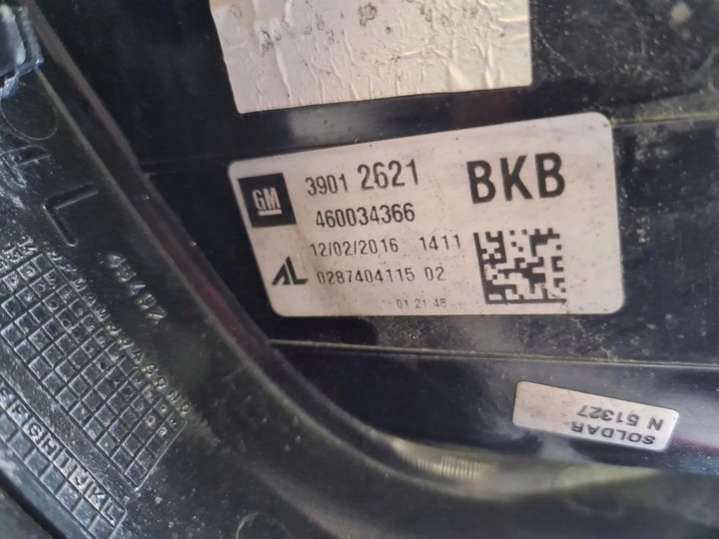 GM
3901 2621 BKB
460034366
12/02/2016 1411
AL 0287404115 02
01 21 48
SOLDAR
N 51327
L